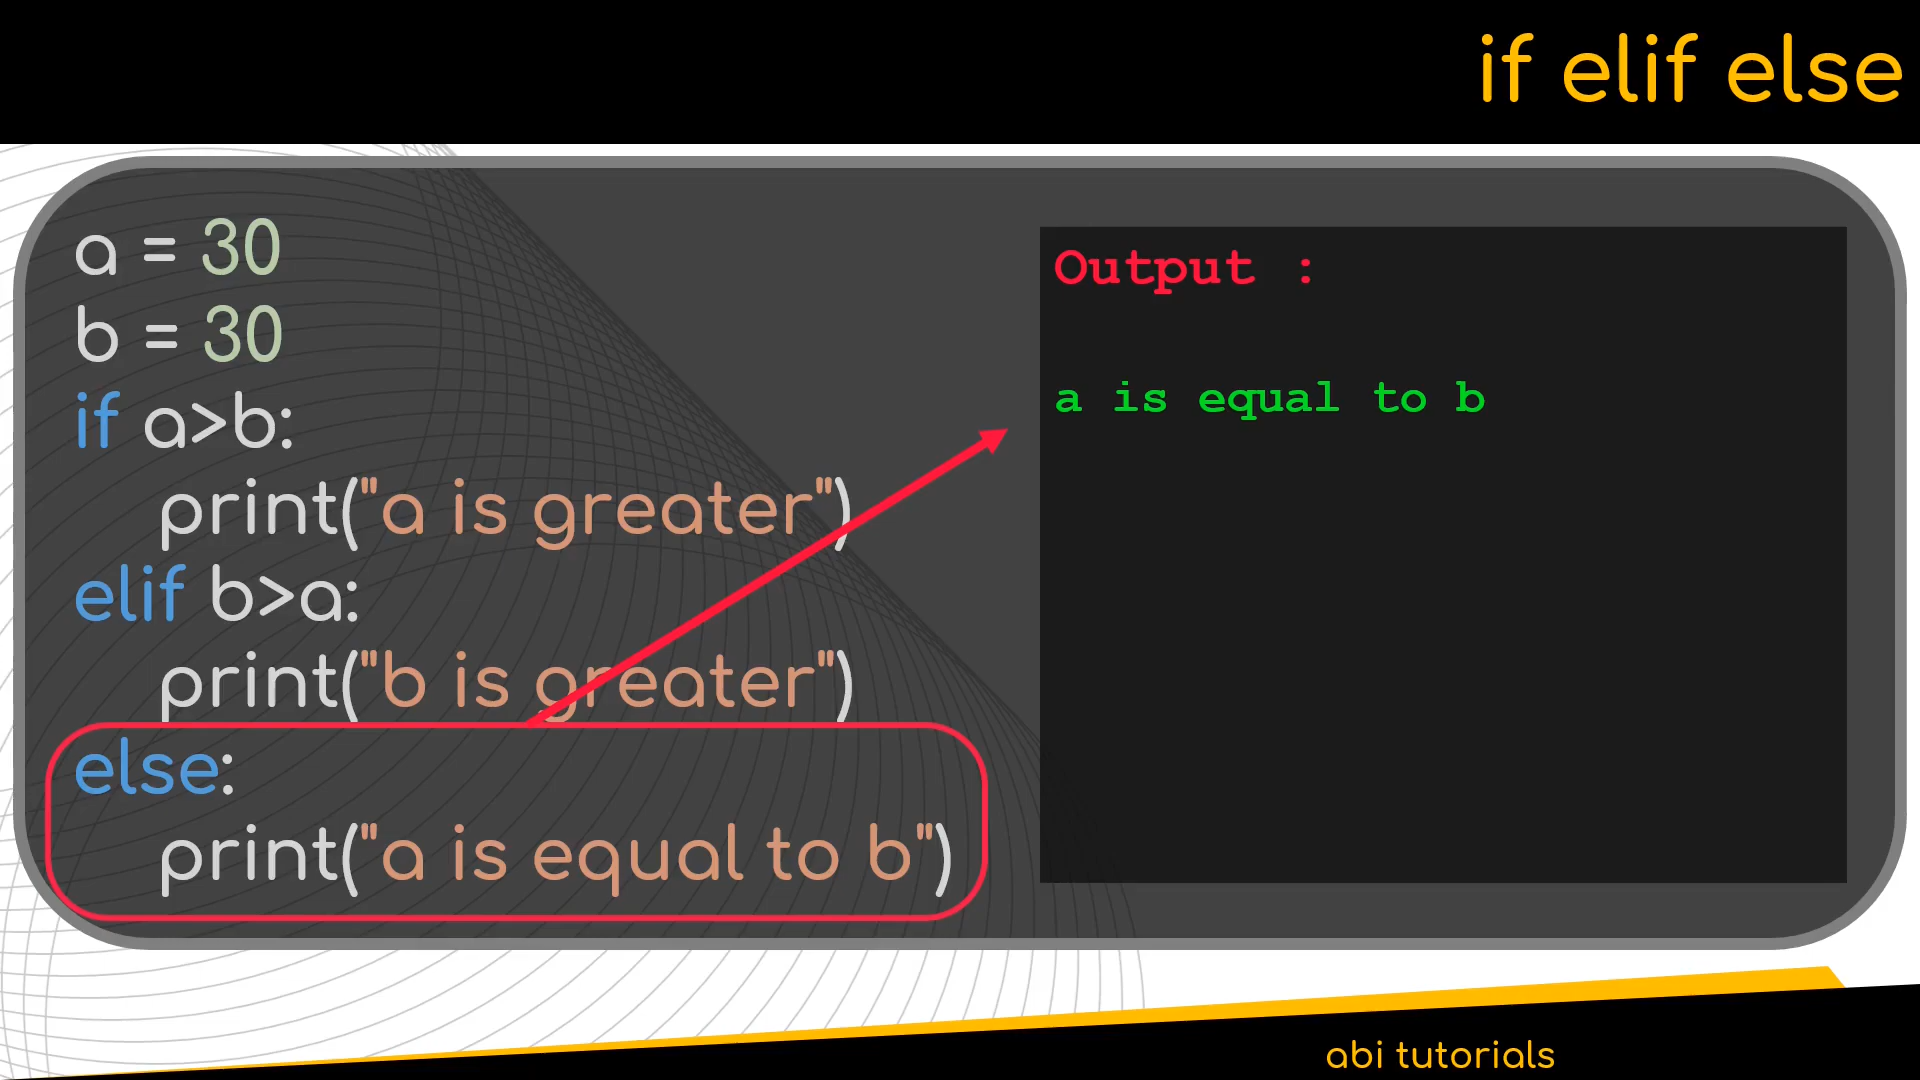 if elif else
a = 30
b = 30
if a>b:
print("a is greater")
elif b>a:
print("b is greater")
else:
print("a is equal to b")
Output :
a is equal to b
abi tutorials